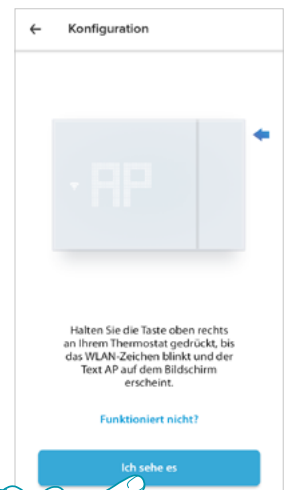 Konfiguration
AP
Halten Sie die Taste oben rechts
an Ihrem Thermostat gedrückt, bis
das WLAN-Zeichen blinkt und der
Text AP auf dem Bildschirm
erscheint.
Funktioniert nicht?
Ich sehe es